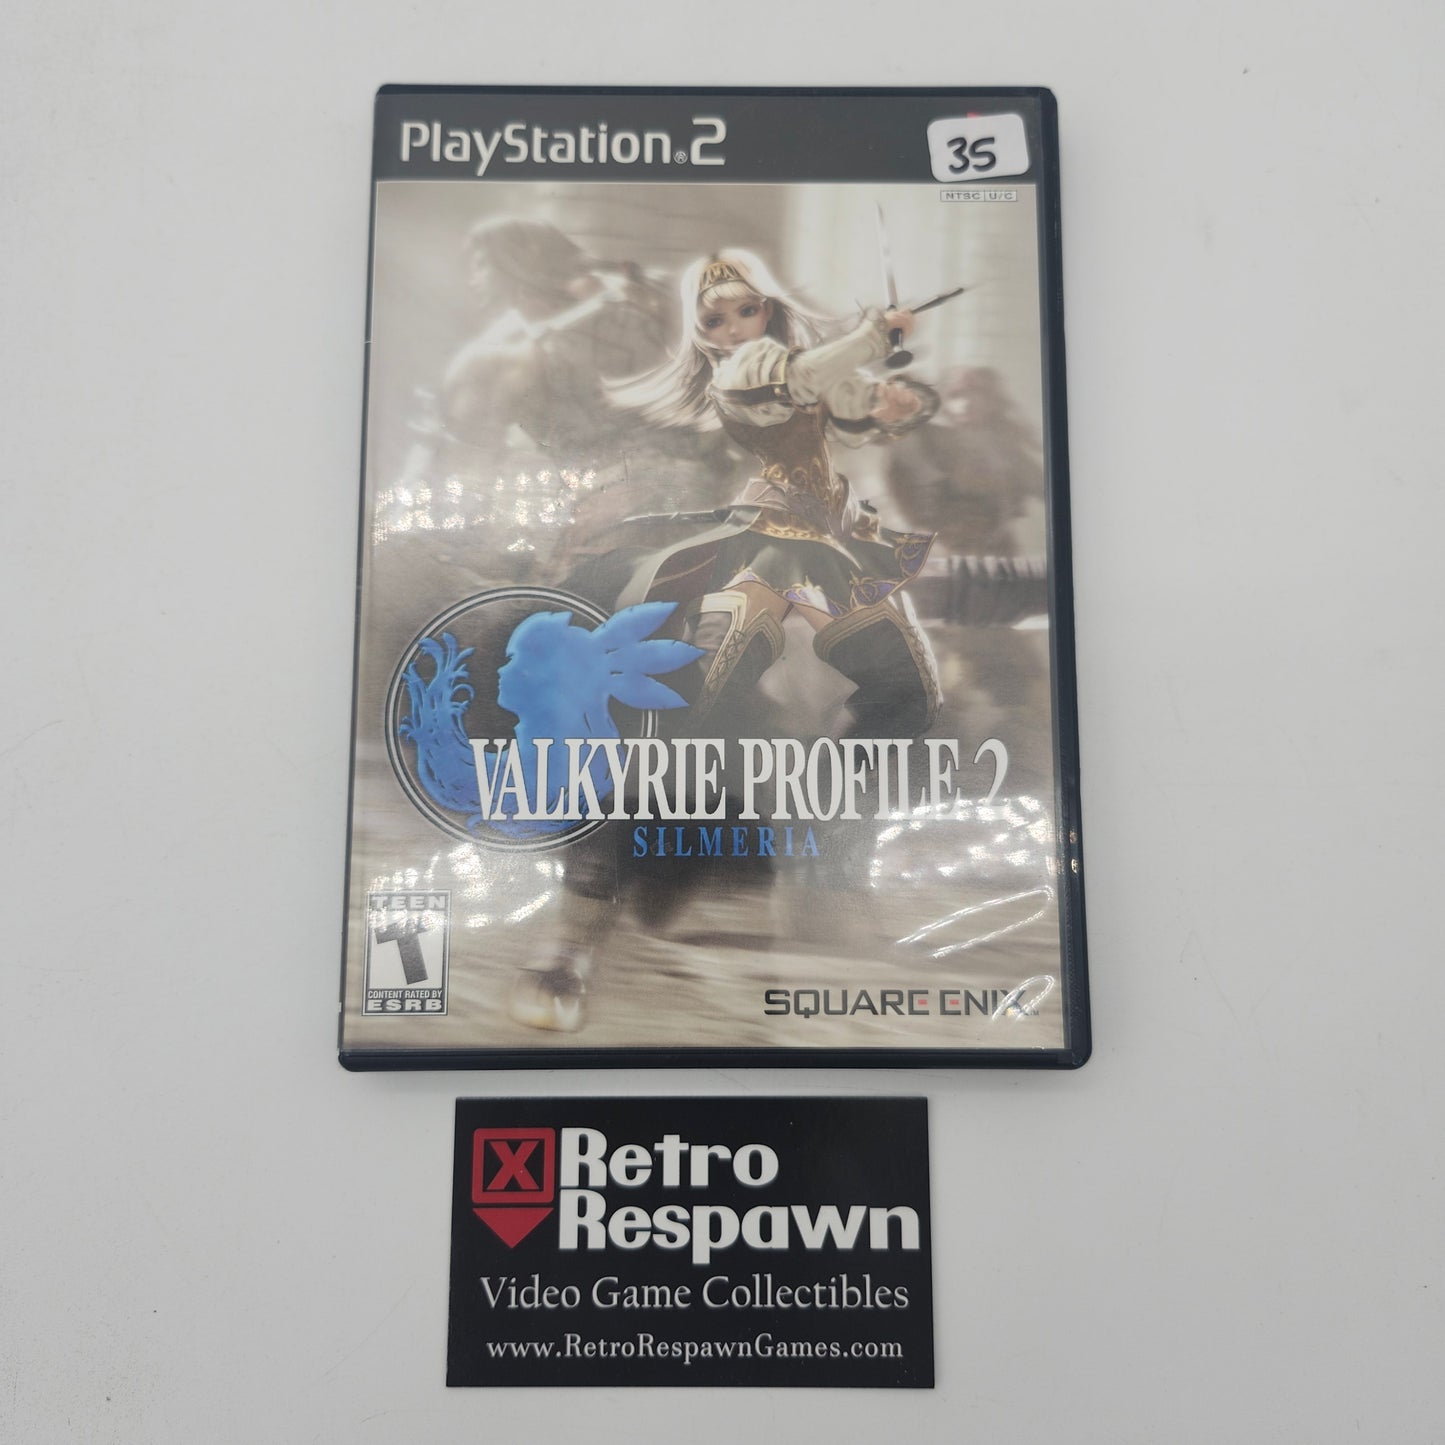 PlayStation®2
35
NTSC U/C
VALKYRIE PROFILE 2
SILMERIA
TEEN
T
CONTENT RATED BY
ESRB
SQUARE ENIX™
X Retro
Respawn
Video Game Collectibles
www.RetroRespawnGames.com